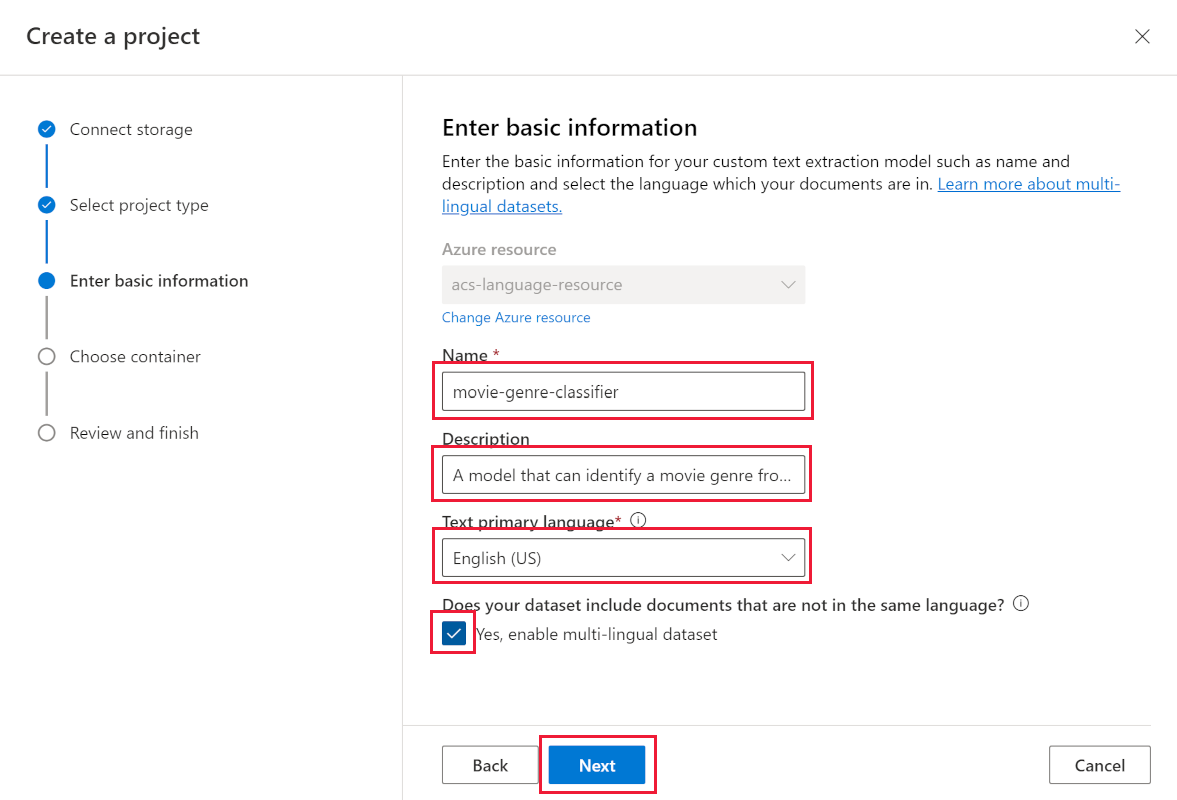 Create a project
Connect storage
Select project type
Enter basic information
Choose container
Review and finish
Enter basic information
Enter the basic information for your custom text extraction model such as name and
description and select the language which your documents are in. Learn more about multi-
lingual datasets.
Azure resource
acs-language-resource
Change Azure resource
Name *
movie-genre-classifier
Description
A model that can identify a movie genre fro...
Text primary language*
English (US)
Does your dataset include documents that are not in the same language?
Yes, enable multi-lingual dataset
Back
Next
Cancel